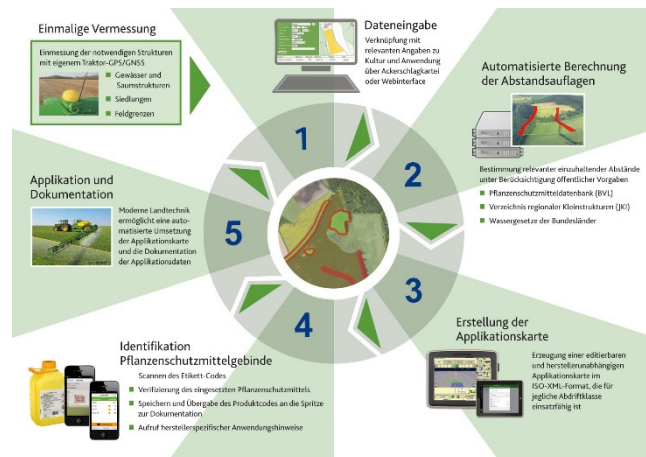 Einmalige Vermessung
Einmessung der notwendigen Strukturen
mit eigenem Traktor-GPS/GNSS
Gewässer und
Saumstrukturen
Siedlungen
Feldgrenzen
Dateneingabe
Verknüpfung mit
relevanten Angaben zu
Kultur und Anwendung
über Ackerschlagkartei
oder Webinterface
Automatisierte Berechnung
der Abstandsauflagen
Bestimmung relevanter einzuhaltender Abstände
unter Berücksichtigung öffentlicher Vorgaben
Pflanzenschutzmitteldatenbank (BVL)
Verzeichnis regionaler Kleinstrukturen (JKI)
Wassergesetze der Bundesländer
1
2
3
4
5
Applikation und
Dokumentation
Moderne Landtechnik
ermöglicht eine auto-
matisierte Umsetzung
der Applikationskarte
und die Dokumentation
der Applikationsdaten
Erstellung der
Applikationskarte
Erzeugung einer editierbaren
und herstellerunabhängigen
Applikationskarte im
ISO-XML-Format, die für
jegliche Abdriftklasse
einsatzfähig ist
Identifikation
Pflanzenschutzmittelgebinde
Scannen des Etikett-Codes
Verifizierung des eingesetzten Pflanzenschutzmittels
Speichern und Übergabe des Produktcodes an die Spritze
zur Dokumentation
Aufruf herstellerspezifischer Anwendungshinweise